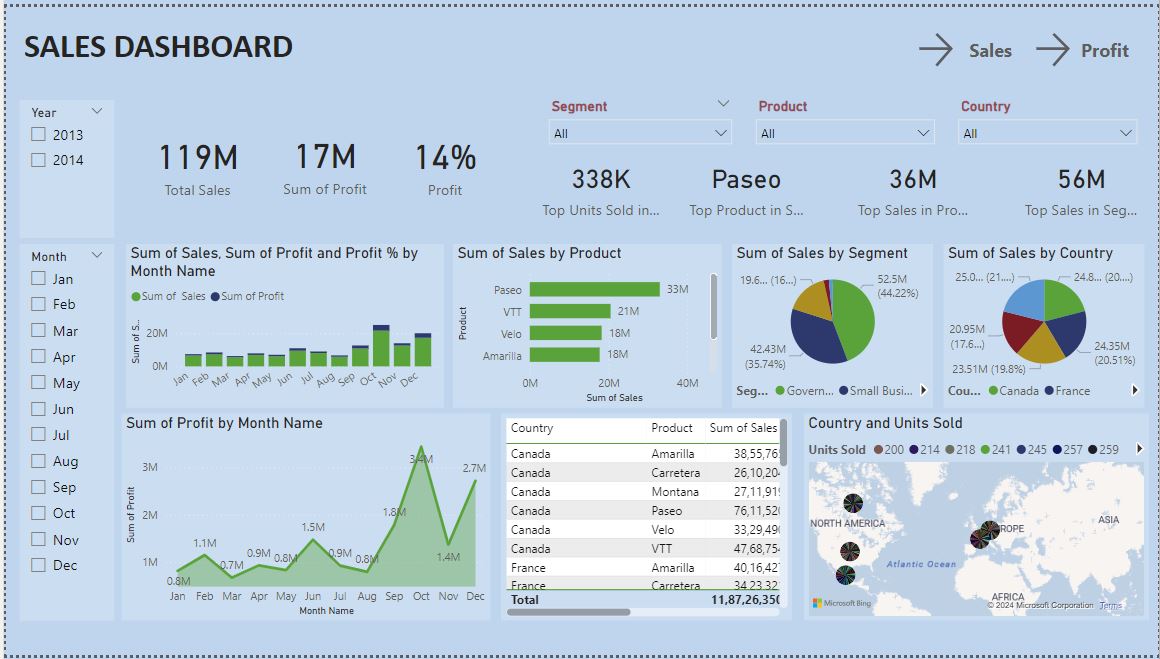 SALES DASHBOARD
Sales
Profit
Year
2013
2014
119M
Total Sales
17M
Sum of Profit
14%
Profit
Segment
All
Product
All
Country
All
338K
Top Units Sold in...
Paseo
Top Product in S...
36M
Top Sales in Pro...
56M
Top Sales in Seg...
Month
Jan
Feb
Mar
Apr
May
Jun
Jul
Aug
Sep
Oct
Nov
Dec
Sum of Sales, Sum of Profit and Profit % by
Month Name
Sum of Sales
Sum of Profit
Sum of S..
20M
0M
Jan
Feb
Mar
Apr
May
Jun
Jul
Aug
Sep
Oct
Nov
Dec
Sum of Sales by Product
Product
Paseo
33M
VTT
21M
Velo
18M
Amarilla
18M
0M
20M
40M
Sum of Sales
Sum of Sales by Segment
19.6... (16...)
52.5M
(44.22%)
42.43M
(35.74%)
Seg...
Govern...
Small Busi...
Sum of Sales by Country
25.0... (21....)
24.8... (20....)
20.95M
(17.6...)
24.35M
(20.51%)
23.51M (19.8%)
Cou...
Canada
France
Sum of Profit by Month Name
Sum of Profit
3M
2M
1M
0.8M
1.1M
0.7M
0.9M
0.8M
1.5M
0.9M
0.8M
1.8M
3.4M
1.4M
2.7M
Jan
Feb
Mar
Apr
May
Jun
Jul
Aug
Sep
Oct
Nov
Dec
Month Name
Country Product Sum of Sales
Canada Amarilla 38,55,765
Canada Carretera 26,10,204
Canada Montana 27,11,919
Canada Paseo 76,11,520
Canada Velo 33,29,490
Canada VTT 47,68,754
France Amarilla 40,16,427
France Carretera 34,23,321
Total 11,87,26,350
Country and Units Sold
Units Sold 200 214 218 241 245 257 259
NORTH AMERICA
ROPE
ASIA
Atlantic Ocean
AFRICA
Microsoft Bing
© 2024 Microsoft Corporation Terms